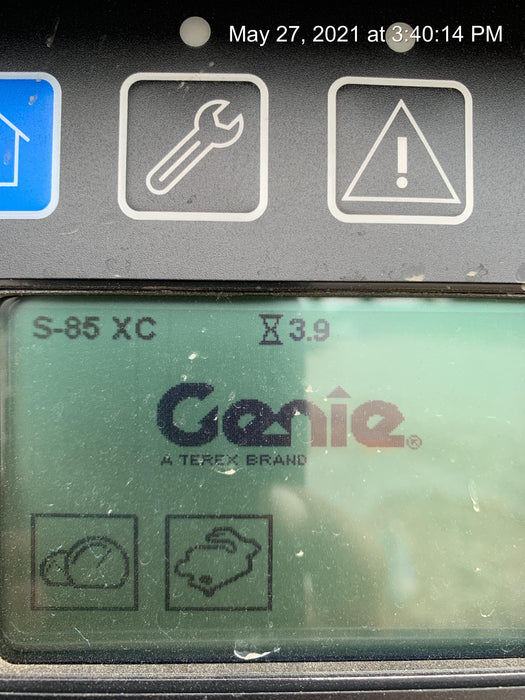 May 27, 2021 at 3:40:14 PM
S-85 XC 3.9
Genie®
A TEREX BRAND